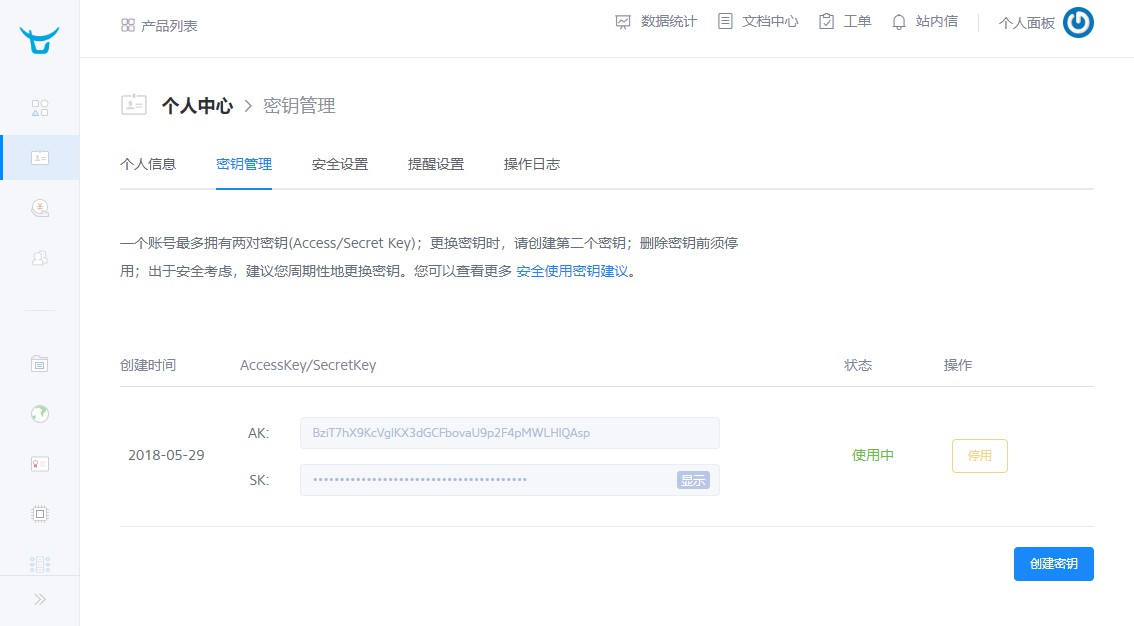 产品列表
数据统计
文档中心
工单
站内信
个人面板
个人中心 > 密钥管理
个人信息
密钥管理
安全设置
提醒设置
操作日志
一个账号最多拥有两对密钥(Access/Secret Key)；更换密钥时，请创建第二个密钥；删除密钥前须停
用；出于安全考虑，建议您周期性地更换密钥。您可以查看更多 安全使用密钥建议。
创建时间
AccessKey/SecretKey
状态
操作
2018-05-29
AK:
BziT7hX9KcVglKX3dGCFbovaU9p2F4pMWLHlQAsp
SK:
••••••••••••••••••••••••••••••••••••••••
显示
使用中
停用
创建密钥